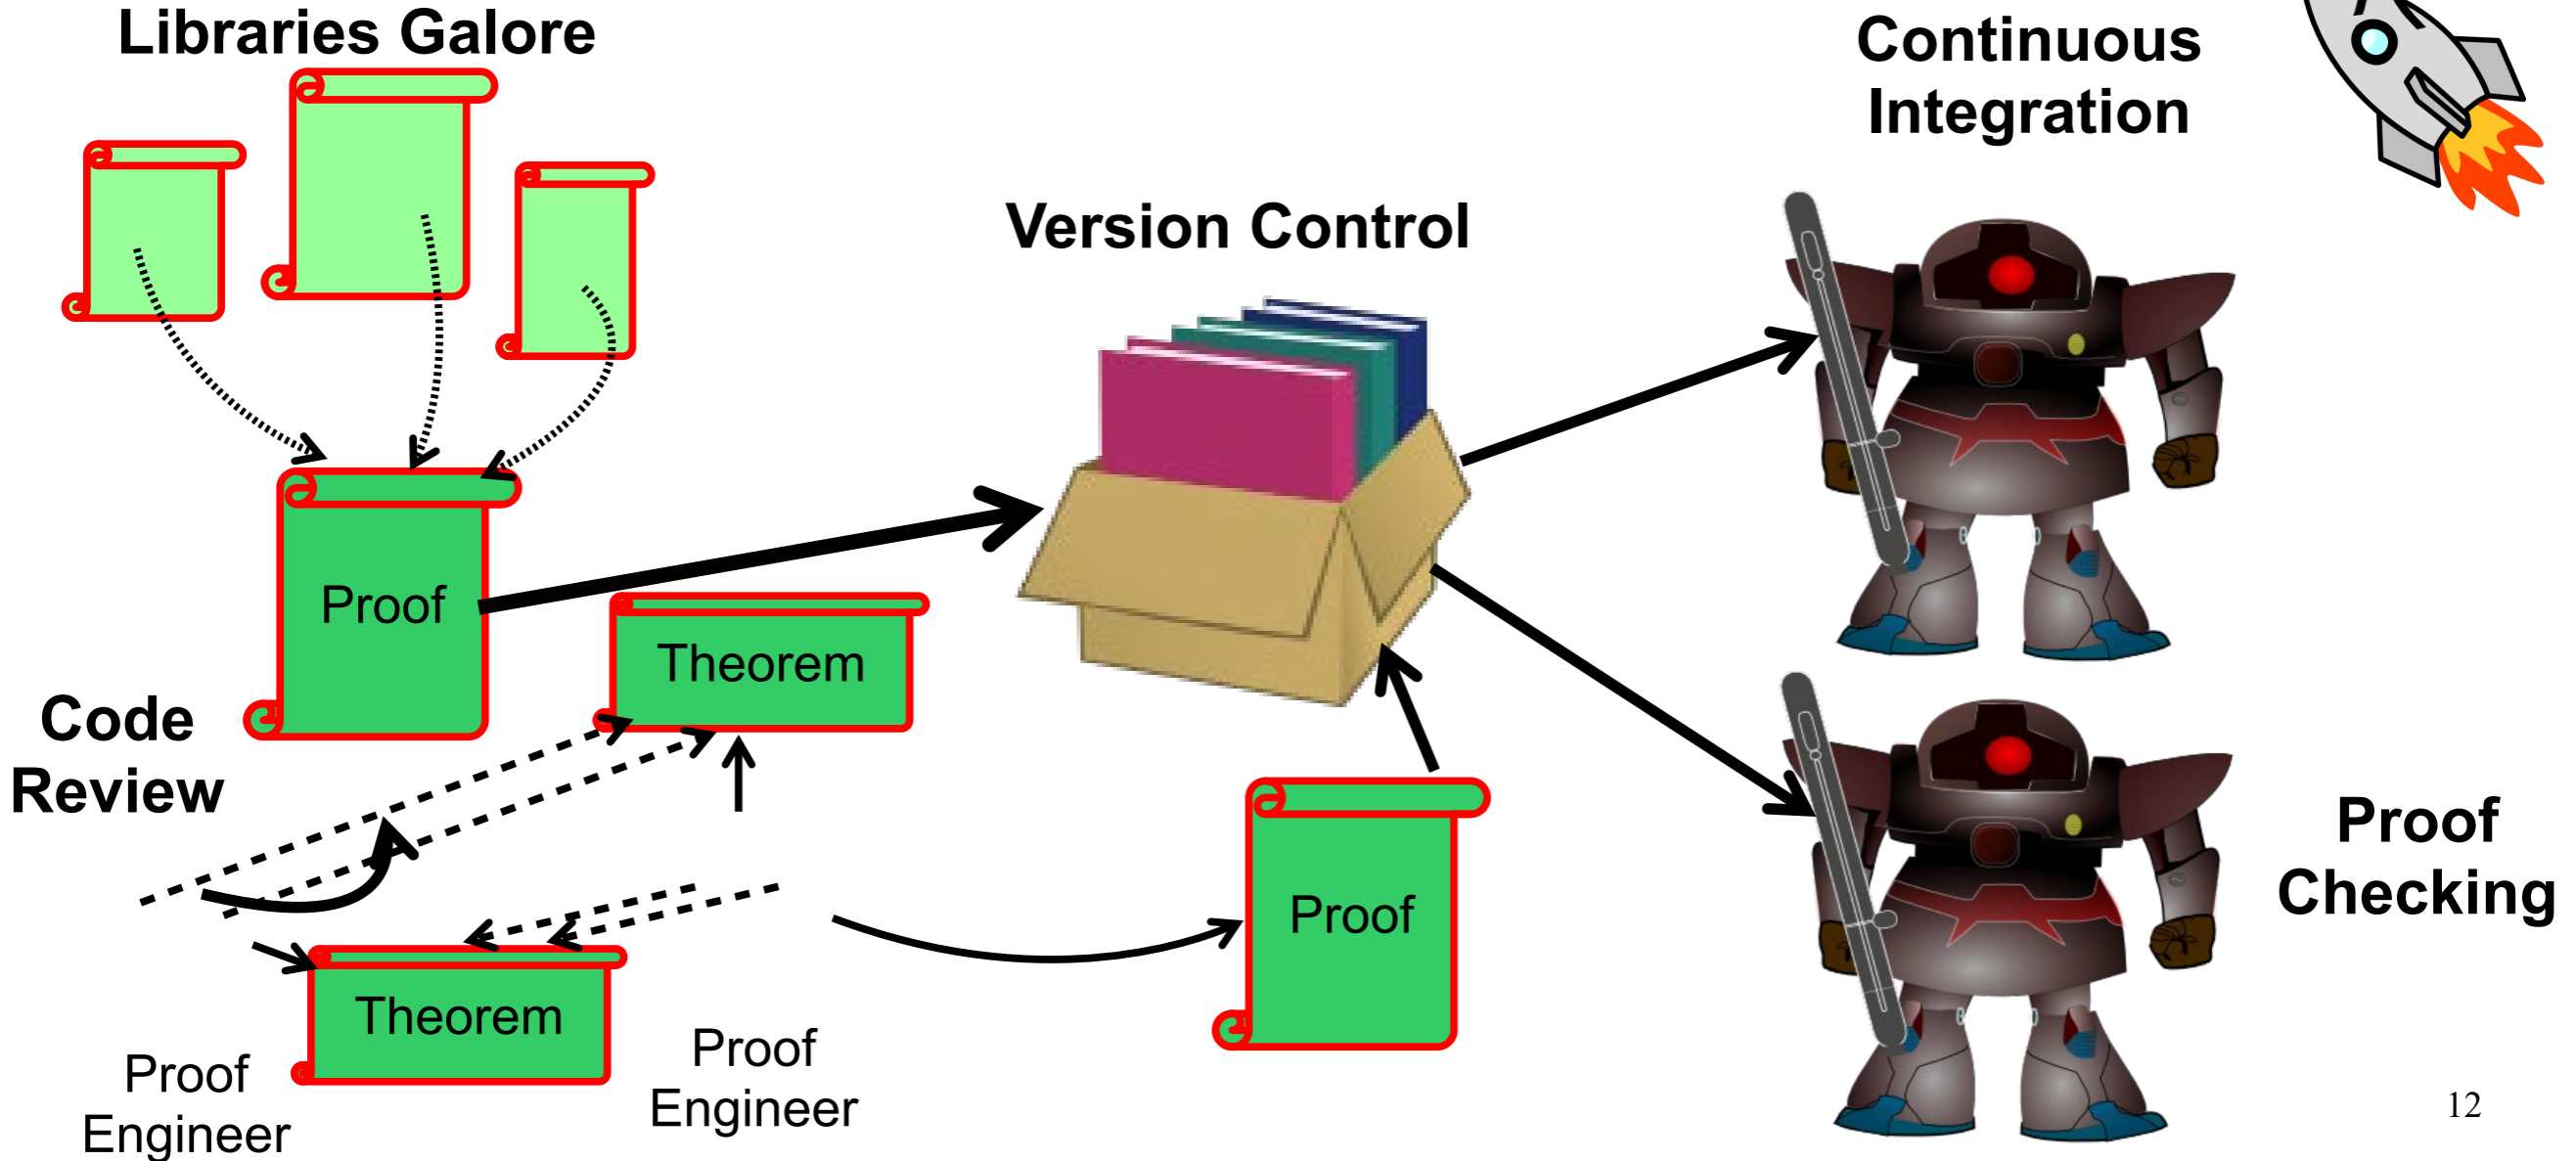 Libraries Galore
Continuous
Integration
Version Control
Proof
Theorem
Code
Review
Proof
Checking
Proof
Theorem
Proof
Engineer
Proof
Engineer
12